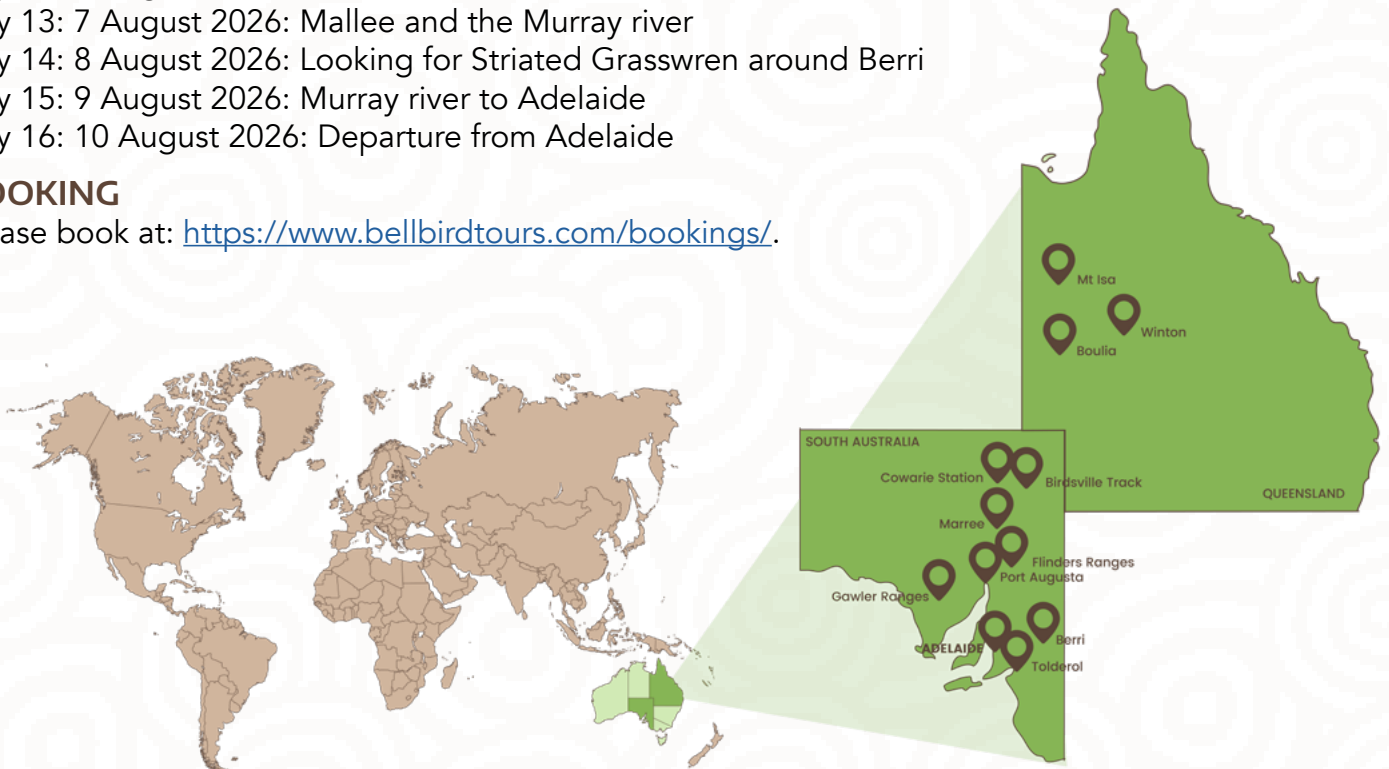 y 13: 7 August 2026: Mallee and the Murray river
y 14: 8 August 2026: Looking for Striated Grasswren around Berri
y 15: 9 August 2026: Murray river to Adelaide
y 16: 10 August 2026: Departure from Adelaide
OOKING
ase book at: https://www.bellbirdtours.com/bookings/.
Mt Isa
Winton
Boulia
SOUTH AUSTRALIA
Cowarie Station
Birdsville Track
QUEENSLAND
Marree
Flinders Ranges
Port Augusta
Gawler Ranges
Berri
ADELAIDE
Tolderol